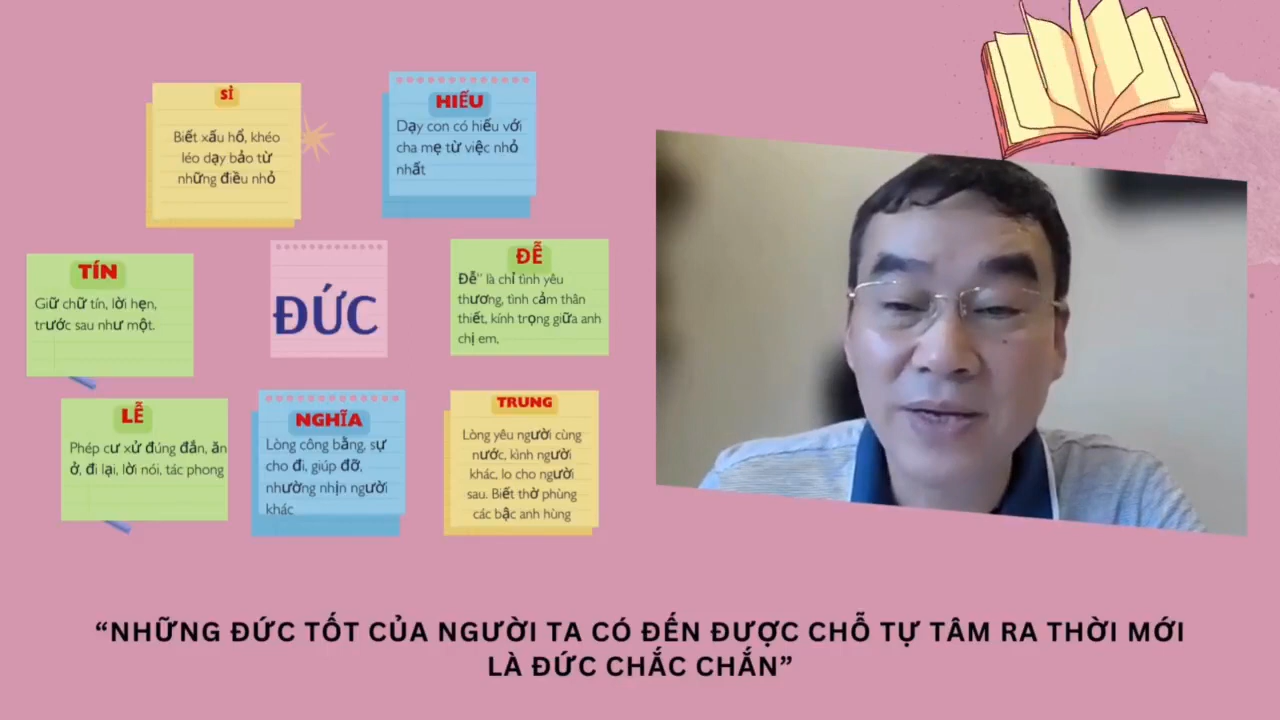 SỈ
Biết xấu hổ, khéo
léo dạy bảo từ
những điều nhỏ
HIẾU
Dạy con có hiếu với
cha mẹ từ việc nhỏ
nhất
TÍN
Giữ chữ tín, lời hẹn,
trước sau như một.
ĐỨC
ĐỄ
Đễ" là chỉ tình yêu
thương, tình cảm thân
thiết, kính trọng giữa anh
chị em,
LỄ
Phép cư xử đúng đắn, ăn
ở, đi lại, lời nói, tác phong
NGHĨA
Lòng công bằng, sự
cho đi, giúp đỡ,
nhường nhịn người
khác
TRUNG
Lòng yêu người cùng
nước, kình người
khác, lo cho người
sau. Biết thờ phùng
các bậc anh hùng
“NHỮNG ĐỨC TỐT CỦA NGƯỜI TA CÓ ĐẾN ĐƯỢC CHỖ TỰ TÂM RA THỜI MỚI
LÀ ĐỨC CHẮC CHẮN”